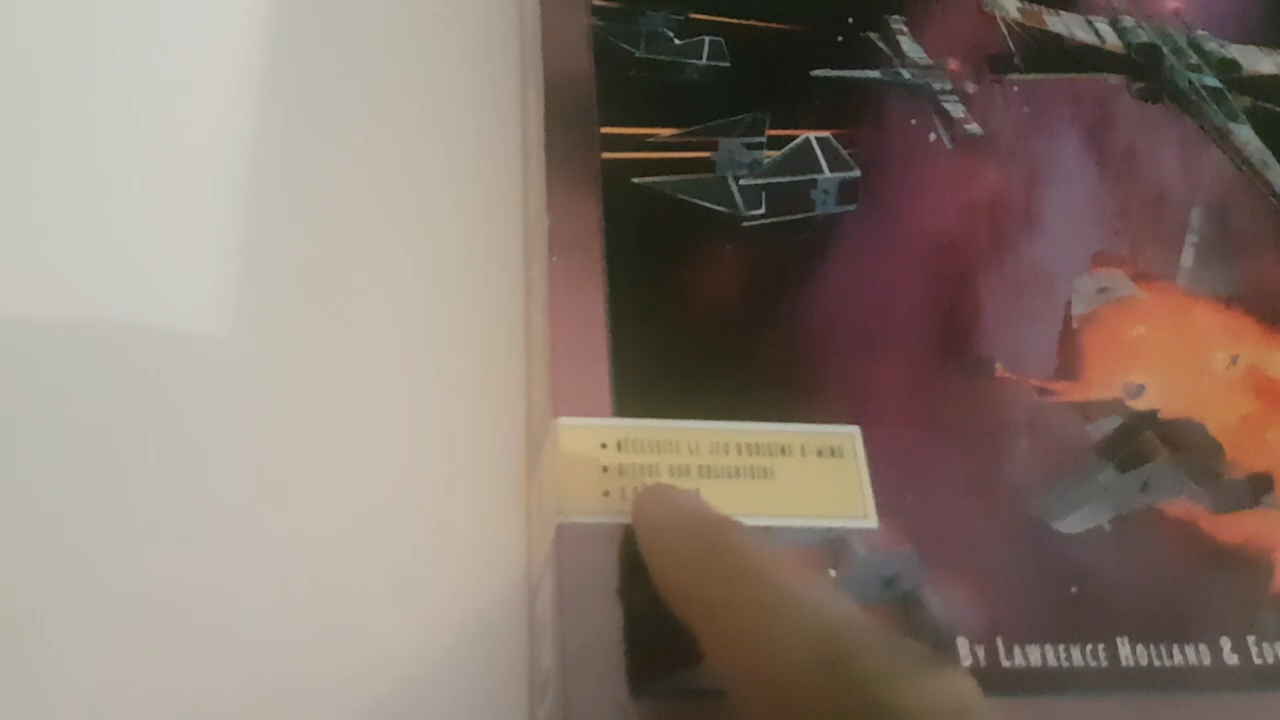 • NÉCESSITE LE JEU D'ORIGINE X-WING
• DISQUE DUR OBLIGATOIRE
•
BY LAWRENCE HOLLAND &